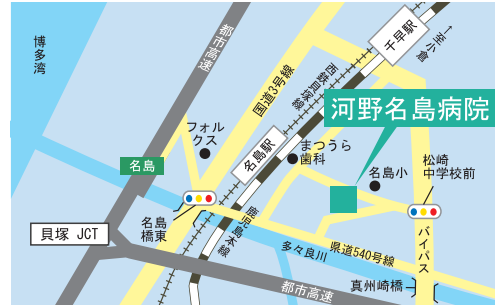 博多湾
都市高速
国道3号線
西鉄貝塚線
千早駅
↑至小倉
河野名島病院
フォル
クス
名島駅
まつうら
歯科
名島
名島小
松崎
中学校前
貝塚 JCT
名島
橋東
鹿児島本線
多々良川
県道540号線
バイパス
真州崎橋
都市高速